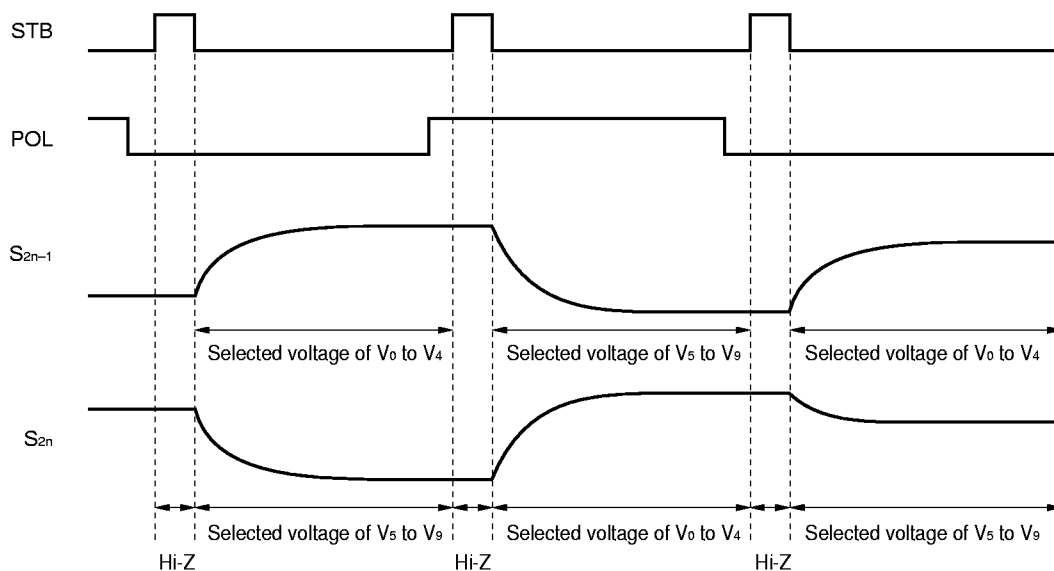 STB
POL
S2n–1
Selected voltage of V0 to V4 Selected voltage of V5 to V9 Selected voltage of V0 to V4
S2n
Selected voltage of V5 to V9 Selected voltage of V0 to V4 Selected voltage of V5 to V9
Hi-Z Hi-Z Hi-Z